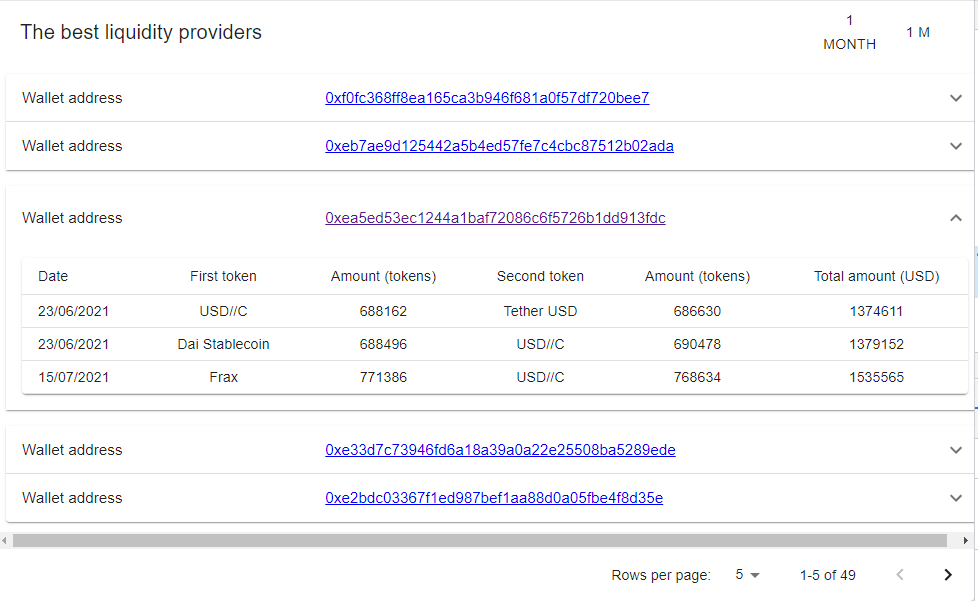 The best liquidity providers
1
MONTH
1 M
Wallet address 0xf0fc368ff8ea165ca3b946f681a0f57df720bee7
Wallet address 0xeb7ae9d125442a5b4ed57fe7c4cbc87512b02ada
Wallet address 0xea5ed53ec1244a1baf72086c6f5726b1dd913fdc
Date First token Amount (tokens) Second token Amount (tokens) Total amount (USD)
23/06/2021 USD//C 688162 Tether USD 686630 1374611
23/06/2021 Dai Stablecoin 688496 USD//C 690478 1379152
15/07/2021 Frax 771386 USD//C 768634 1535565
Wallet address 0xe33d7c73946fd6a18a39a0a22e25508ba5289ede
Wallet address 0xe2bdc03367f1ed987bef1aa88d0a05fbe4f8d35e
Rows per page: 5 1-5 of 49